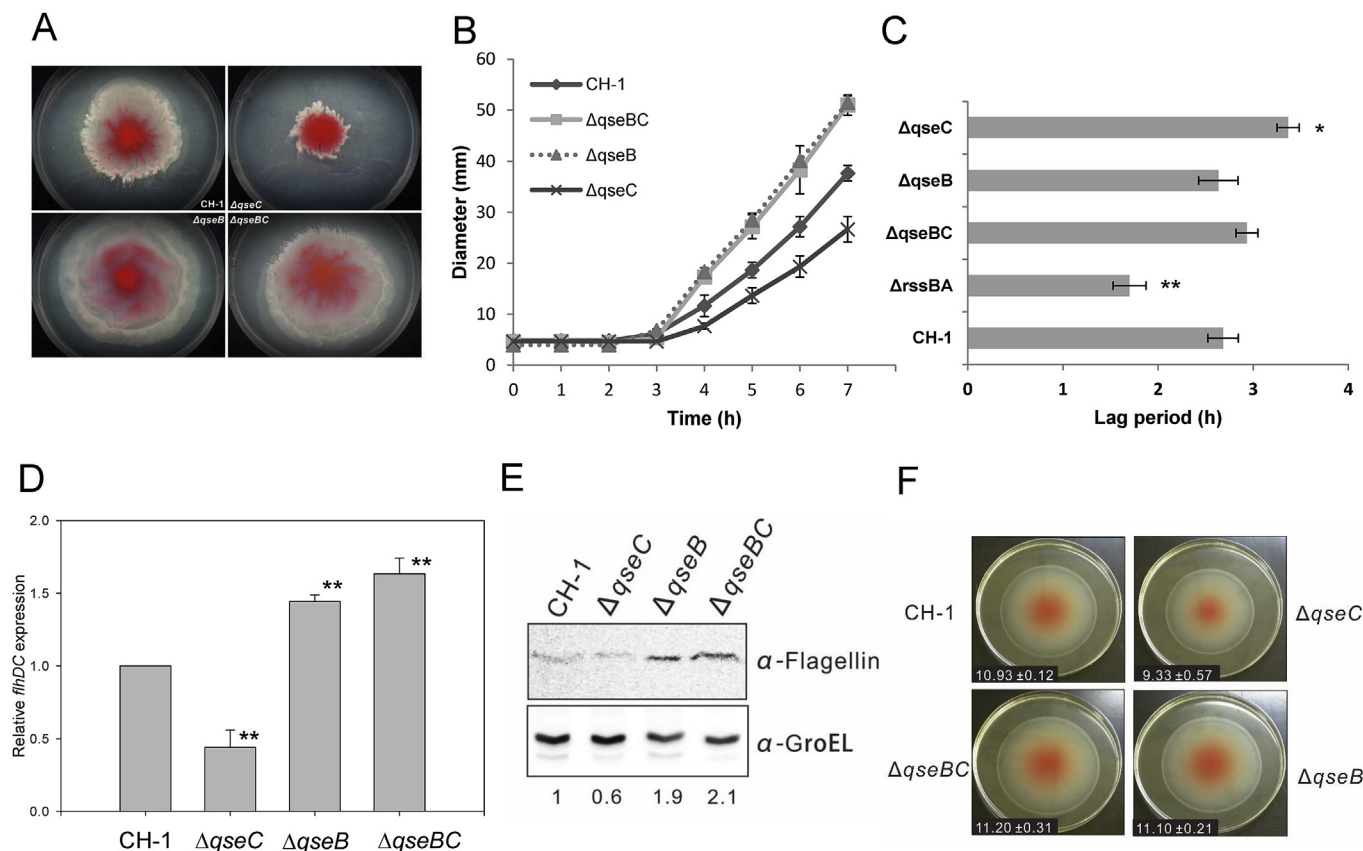 A
CH-1
ΔqseC
ΔqseB
ΔqseBC
B
Diameter (mm)
60
50
40
30
20
10
0
CH-1
ΔqseBC
ΔqseB
ΔqseC
0 1 2 3 4 5 6 7
Time (h)
C
ΔqseC
*
ΔqseB
ΔqseBC
ΔrssBA
**
CH-1
0 1 2 3 4
Lag period (h)
D
Relative flhDC expression
2.0
1.5
1.0
0.5
0.0
**
**
**
CH-1 ΔqseC ΔqseB ΔqseBC
E
CH-1 ΔqseC ΔqseB ΔqseBC
α-Flagellin
α-GroEL
1 0.6 1.9 2.1
F
CH-1
10.93 ±0.12
9.33 ±0.57
ΔqseC
ΔqseBC
11.20 ±0.31
11.10 ±0.21
ΔqseB